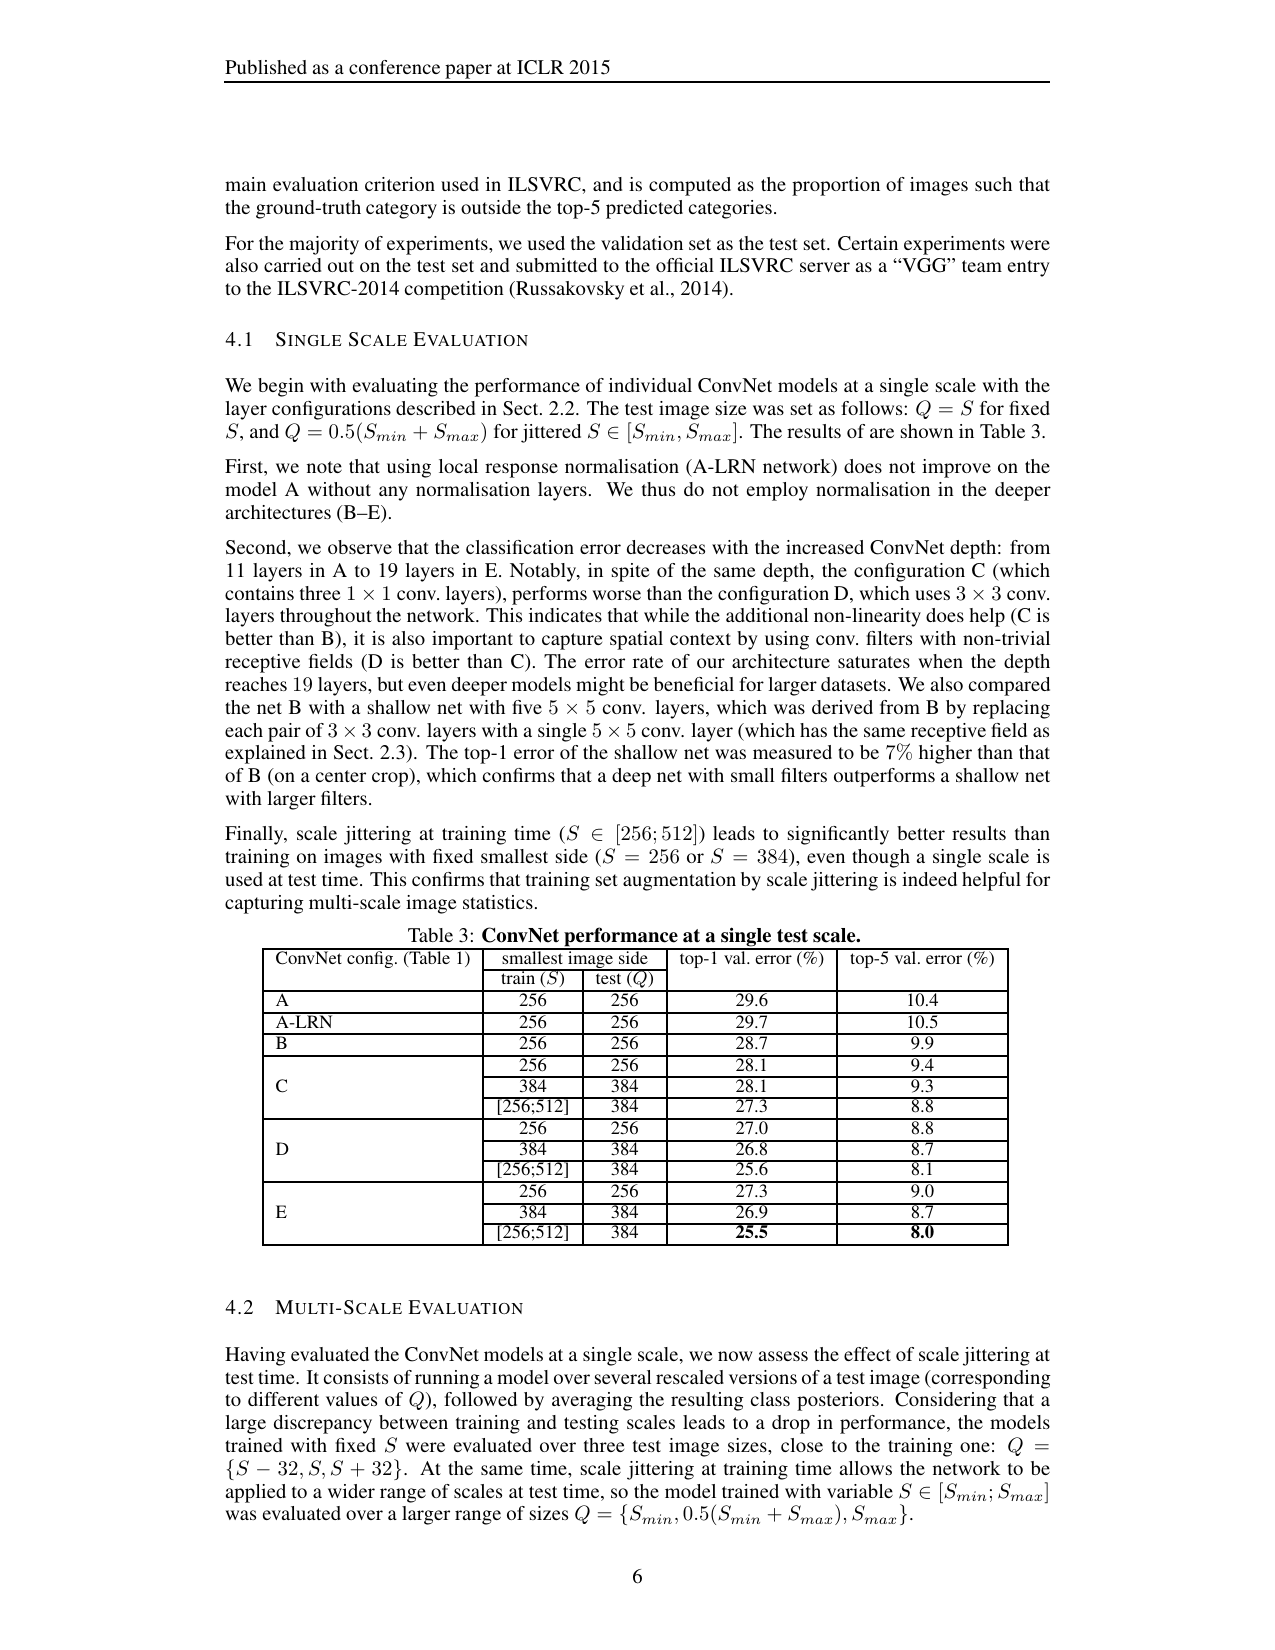 Published as a conference paper at ICLR 2015
main evaluation criterion used in ILSVRC, and is computed as the proportion of images such that
the ground-truth category is outside the top-5 predicted categories.
For the majority of experiments, we used the validation set as the test set. Certain experiments were
also carried out on the test set and submitted to the official ILSVRC server as a “VGG” team entry
to the ILSVRC-2014 competition (Russakovsky et al., 2014).
4.1 SINGLE SCALE EVALUATION
We begin with evaluating the performance of individual ConvNet models at a single scale with the
layer configurations described in Sect. 2.2. The test image size was set as follows: Q = S for fixed
S, and Q = 0.5(S_min + S_max) for jittered S ∈ [S_min, S_max]. The results of are shown in Table 3.
First, we note that using local response normalisation (A-LRN network) does not improve on the
model A without any normalisation layers. We thus do not employ normalisation in the deeper
architectures (B–E).
Second, we observe that the classification error decreases with the increased ConvNet depth: from
11 layers in A to 19 layers in E. Notably, in spite of the same depth, the configuration C (which
contains three 1 × 1 conv. layers), performs worse than the configuration D, which uses 3 × 3 conv.
layers throughout the network. This indicates that while the additional non-linearity does help (C is
better than B), it is also important to capture spatial context by using conv. filters with non-trivial
receptive fields (D is better than C). The error rate of our architecture saturates when the depth
reaches 19 layers, but even deeper models might be beneficial for larger datasets. We also compared
the net B with a shallow net with five 5 × 5 conv. layers, which was derived from B by replacing
each pair of 3 × 3 conv. layers with a single 5 × 5 conv. layer (which has the same receptive field as
explained in Sect. 2.3). The top-1 error of the shallow net was measured to be 7% higher than that
of B (on a center crop), which confirms that a deep net with small filters outperforms a shallow net
with larger filters.
Finally, scale jittering at training time (S ∈ [256; 512]) leads to significantly better results than
training on images with fixed smallest side (S = 256 or S = 384), even though a single scale is
used at test time. This confirms that training set augmentation by scale jittering is indeed helpful for
capturing multi-scale image statistics.
Table 3: ConvNet performance at a single test scale.
ConvNet config. (Table 1) smallest image side top-1 val. error (%) top-5 val. error (%)
train (S) test (Q)
A 256 256 29.6 10.4
A-LRN 256 256 29.7 10.5
B 256 256 28.7 9.9
256 256 28.1 9.4
C 384 384 28.1 9.3
[256;512] 384 27.3 8.8
256 256 27.0 8.8
D 384 384 26.8 8.7
[256;512] 384 25.6 8.1
256 256 27.3 9.0
E 384 384 26.9 8.7
[256;512] 384 25.5 8.0
4.2 MULTI-SCALE EVALUATION
Having evaluated the ConvNet models at a single scale, we now assess the effect of scale jittering at
test time. It consists of running a model over several rescaled versions of a test image (corresponding
to different values of Q), followed by averaging the resulting class posteriors. Considering that a
large discrepancy between training and testing scales leads to a drop in performance, the models
trained with fixed S were evaluated over three test image sizes, close to the training one: Q =
{S − 32, S, S + 32}. At the same time, scale jittering at training time allows the network to be
applied to a wider range of scales at test time, so the model trained with variable S ∈ [S_min; S_max]
was evaluated over a larger range of sizes Q = {S_min, 0.5(S_min + S_max), S_max}.
6